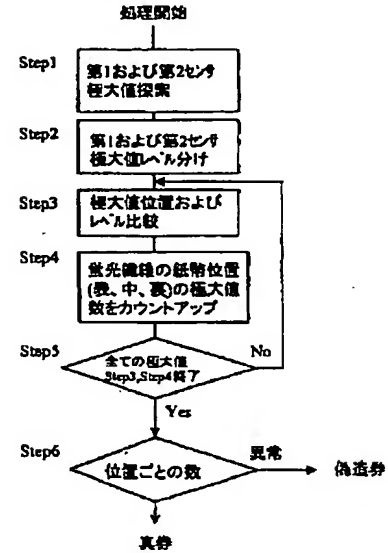 処理開始
Step1
第1および第2センサ
極大値探索
Step2
第1および第2センサ
極大値レベル分け
Step3
極大値位置および
レベル比較
Step4
蛍光繊維の紙幣位置
(表、中、裏)の極大値
数をカウントアップ
Step5
全ての極大値
Step3,Step4終了
No
Yes
Step6
位置ごとの数
異常
偽造券
真券